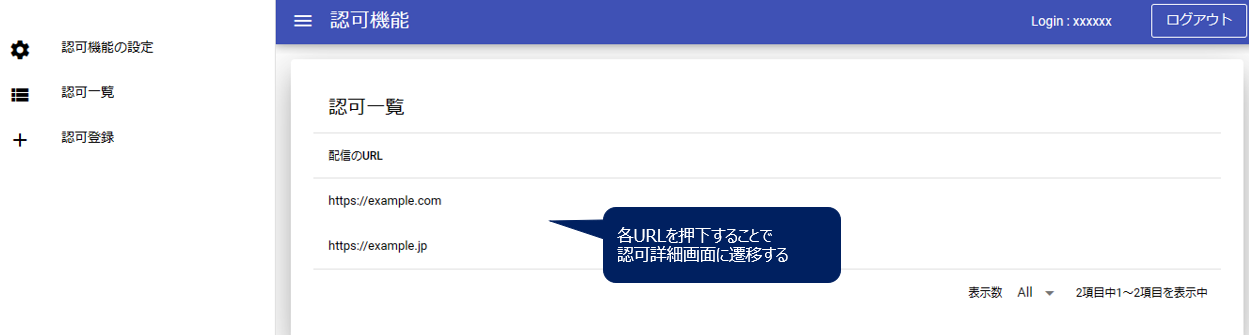 認可機能の設定
認可一覧
認可登録
認可機能
Login : xxxxxx
ログアウト
認可一覧
配信のURL
https://example.com
https://example.jp
各URLを押下することで
認可詳細画面に遷移する
表示数 All 2項目中1～2項目を表示中